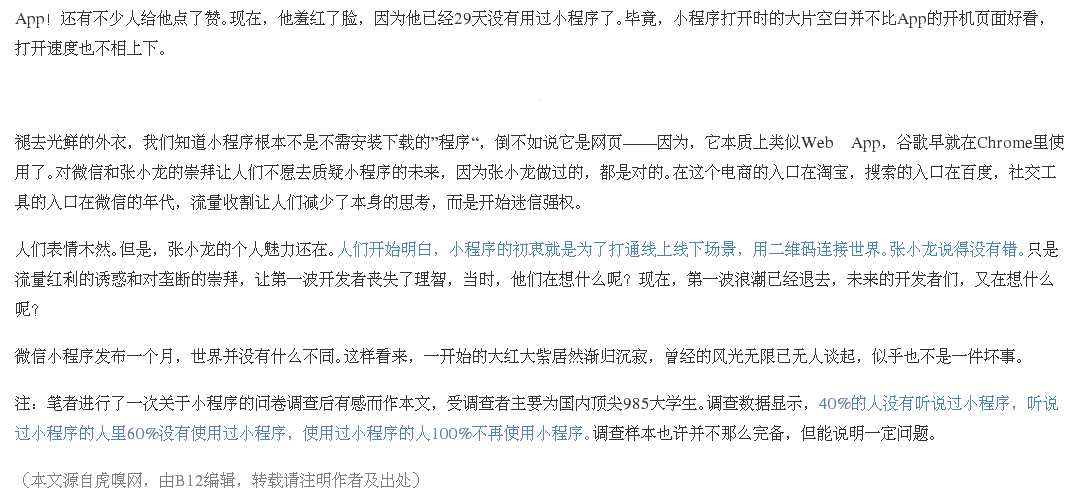 App！还有不少人给他点了赞。现在，他羞红了脸，因为他已经29天没有用过小程序了。毕竟，小程序打开时的大片空白并不比App的开机页面好看，
打开速度也不相上下。
褪去光鲜的外衣，我们知道小程序根本不是不需安装下载的”程序“，倒不如说它是网页——因为，它本质上类似Web App，谷歌早就在Chrome里使
用了。对微信和张小龙的崇拜让人们不愿去质疑小程序的未来，因为张小龙做过的，都是对的。在这个电商的入口在淘宝，搜索的入口在百度，社交工
具的入口在微信的年代，流量收割让人们减少了本身的思考，而是开始迷信强权。
人们表情木然。但是，张小龙的个人魅力还在。人们开始明白，小程序的初衷就是为了打通线上线下场景，用二维码连接世界。张小龙说得没有错。只是
流量红利的诱惑和对垄断的崇拜，让第一波开发者丧失了理智，当时，他们在想什么呢？现在，第一波浪潮已经退去，未来的开发者们，又在想什么
呢？
微信小程序发布一个月，世界并没有什么不同。这样看来，一开始的大红大紫居然渐归沉寂，曾经的风光无限已无人谈起，似乎也不是一件坏事。
注：笔者进行了一次关于小程序的问卷调查后有感而作本文，受调查者主要为国内顶尖985大学生。调查数据显示，40%的人没有听说过小程序，听说
过小程序的人里60%没有使用过小程序，使用过小程序的人100%不再使用小程序。调查样本也许并不那么完备，但能说明一定问题。
（本文源自虎嗅网，由B12编辑，转载请注明作者及出处）